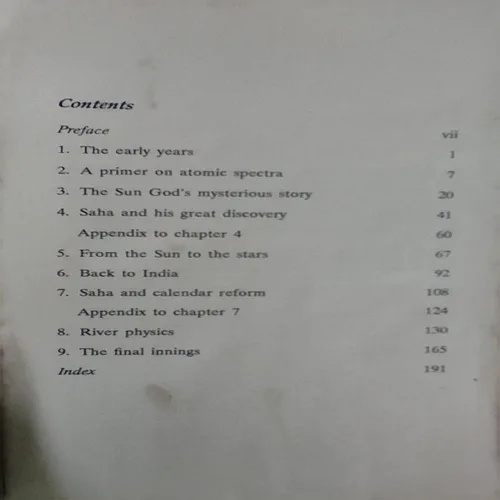 Contents
Preface vii
1. The early years 1
2. A primer on atomic spectra 7
3. The Sun God's mysterious story 20
4. Saha and his great discovery 41
Appendix to chapter 4 60
5. From the Sun to the stars 67
6. Back to India 92
7. Saha and calendar reform 108
Appendix to chapter 7 124
8. River physics 130
9. The final innings 165
Index 191